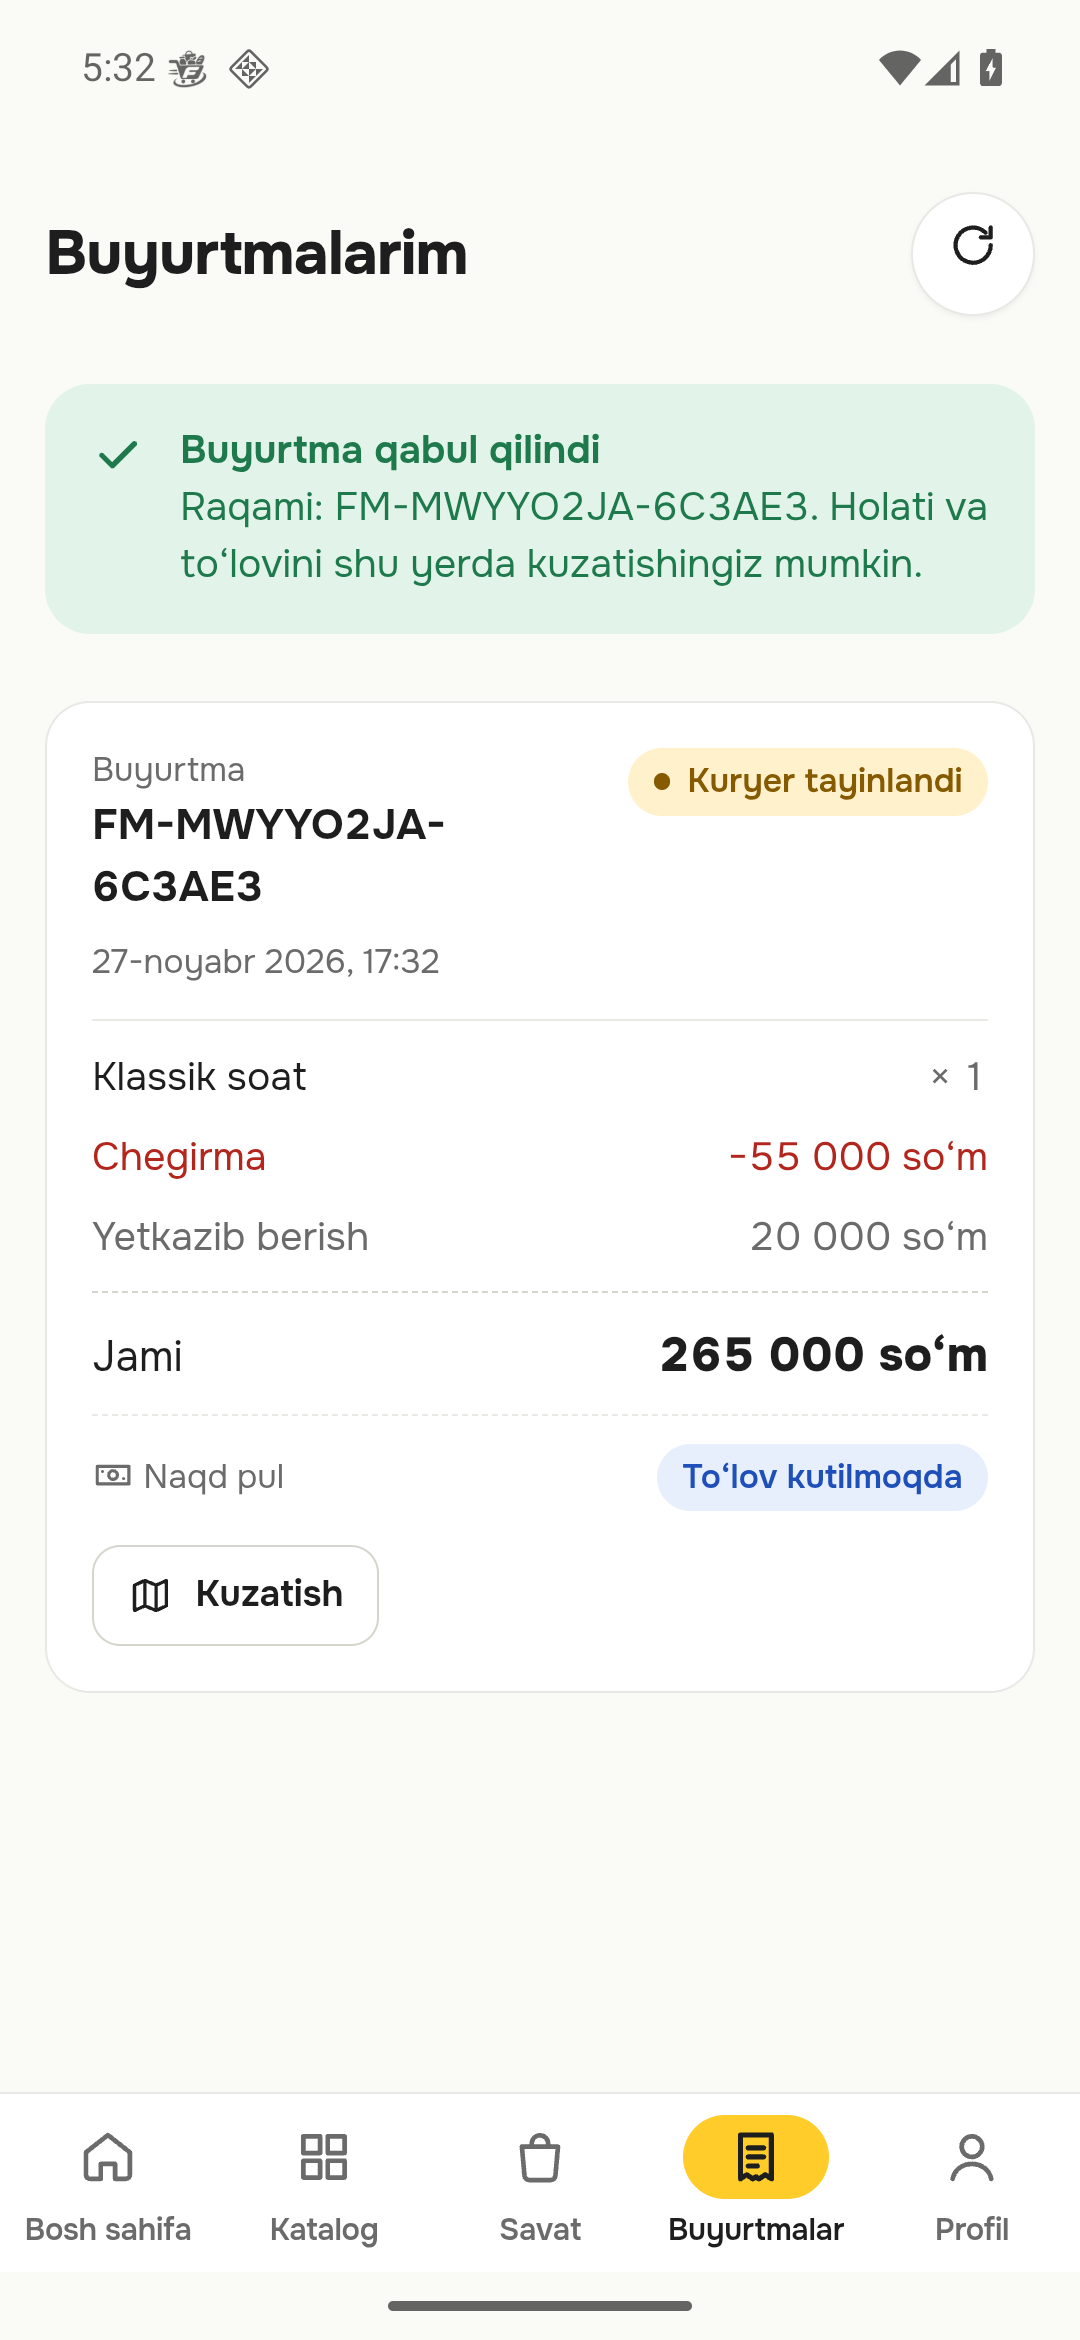 5:32
Buyurtmalarim
Buyurtma qabul qilindi
Raqami: FM-MWYYO2JA-6C3AE3. Holati va
to‘lovini shu yerda kuzatishingiz mumkin.
Buyurtma
Kuryer tayinlandi
FM-MWYYO2JA-
6C3AE3
27-noyabr 2026, 17:32
Klassik soat × 1
Chegirma -55 000 so‘m
Yetkazib berish 20 000 so‘m
Jami 265 000 so‘m
Naqd pul To‘lov kutilmoqda
Kuzatish
Bosh sahifa Katalog Savat Buyurtmalar Profil